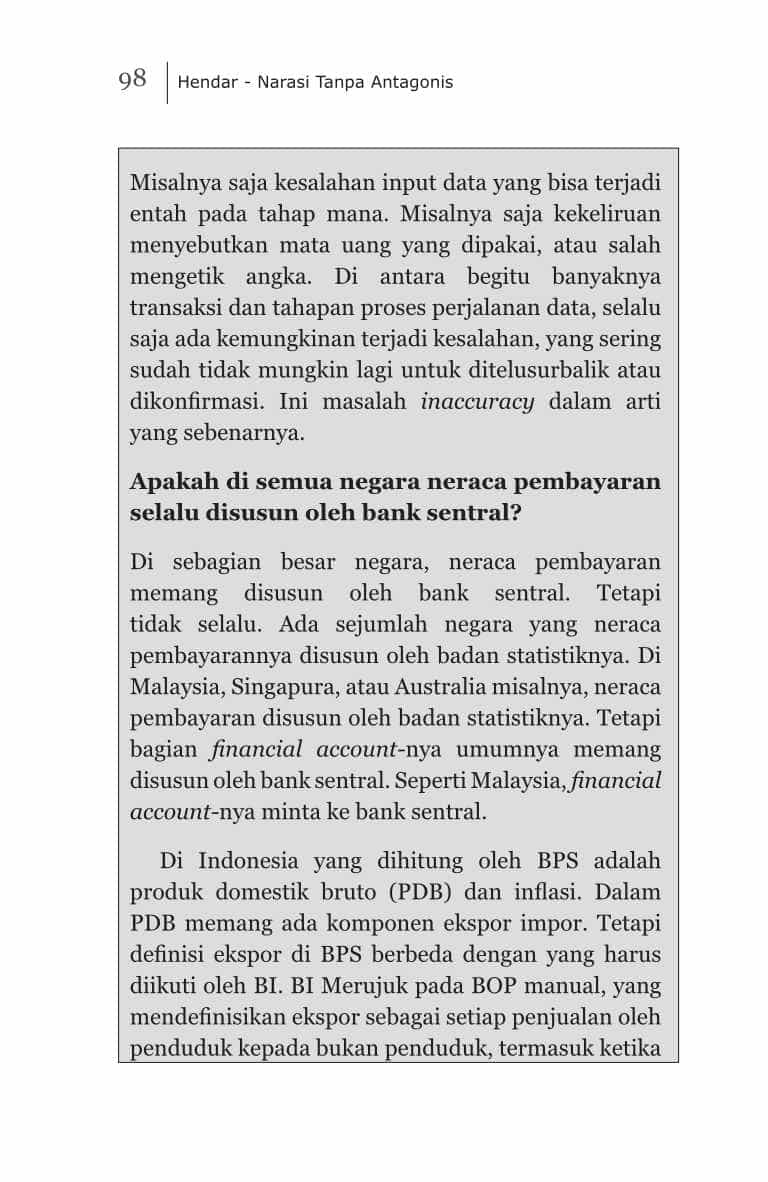 98
Hendar - Narasi Tanpa Antagonis
Misalnya saja kesalahan input data yang bisa terjadi
entah pada tahap mana. Misalnya saja kekeliruan
menyebutkan mata uang yang dipakai, atau salah
mengetik angka. Di antara begitu banyaknya
transaksi dan tahapan proses perjalanan data, selalu
saja ada kemungkinan terjadi kesalahan, yang sering
sudah tidak mungkin lagi untuk ditelusurbalik atau
dikonfirmasi. Ini masalah inaccuracy dalam arti
yang sebenarnya.
Apakah di semua negara neraca pembayaran
selalu disusun oleh bank sentral?
Di sebagian besar negara, neraca pembayaran
memang disusun oleh bank sentral. Tetapi
tidak selalu. Ada sejumlah negara yang neraca
pembayarannya disusun oleh badan statistiknya. Di
Malaysia, Singapura, atau Australia misalnya, neraca
pembayaran disusun oleh badan statistiknya. Tetapi
bagian financial account-nya umumnya memang
disusun oleh bank sentral. Seperti Malaysia, financial
account-nya minta ke bank sentral.
Di Indonesia yang dihitung oleh BPS adalah
produk domestik bruto (PDB) dan inflasi. Dalam
PDB memang ada komponen ekspor impor. Tetapi
definisi ekspor di BPS berbeda dengan yang harus
diikuti oleh BI. BI Merujuk pada BOP manual, yang
mendefinisikan ekspor sebagai setiap penjualan oleh
penduduk kepada bukan penduduk, termasuk ketika